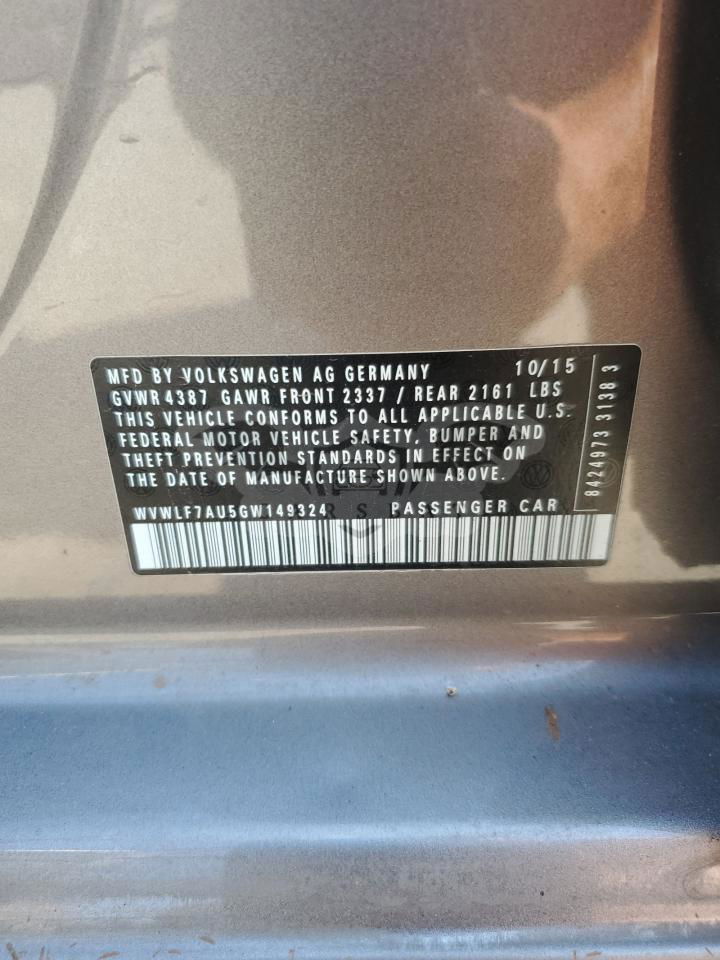 MFD BY VOLKSWAGEN AG GERMANY 10/15
GVWR 4387 GAWR FRONT 2337 / REAR 2161 LBS
THIS VEHICLE CONFORMS TO ALL APPLICABLE U.S.
FEDERAL MOTOR VEHICLE SAFETY, BUMPER AND
THEFT PREVENTION STANDARDS IN EFFECT ON
THE DATE OF MANUFACTURE SHOWN ABOVE.
WVWLF7AU5GW149324 PASSENGER CAR
8424973 3138 3